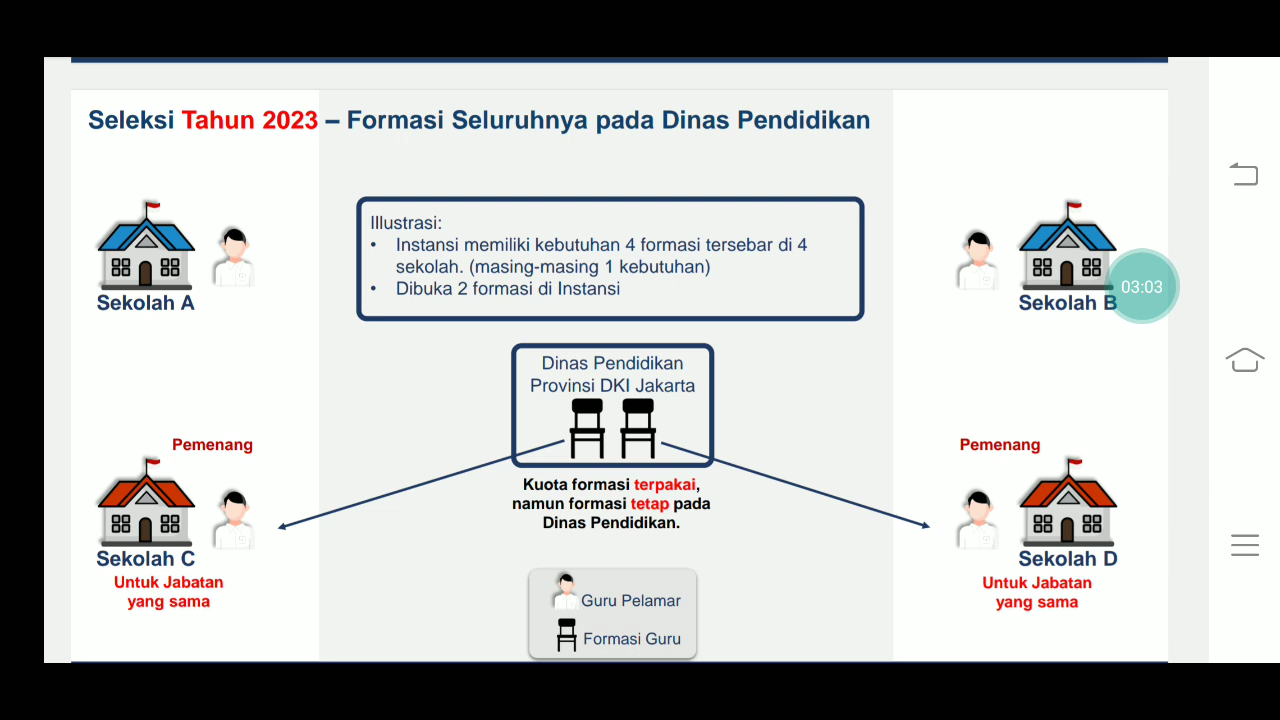 Seleksi Tahun 2023 – Formasi Seluruhnya pada Dinas Pendidikan
Illustrasi:
• Instansi memiliki kebutuhan 4 formasi tersebar di 4
sekolah. (masing-masing 1 kebutuhan)
• Dibuka 2 formasi di Instansi
Sekolah A
Sekolah B
03:03
Dinas Pendidikan
Provinsi DKI Jakarta
Pemenang
Pemenang
Kuota formasi terpakai,
namun formasi tetap pada
Dinas Pendidikan.
Sekolah C
Untuk Jabatan
yang sama
Sekolah D
Untuk Jabatan
yang sama
Guru Pelamar
Formasi Guru